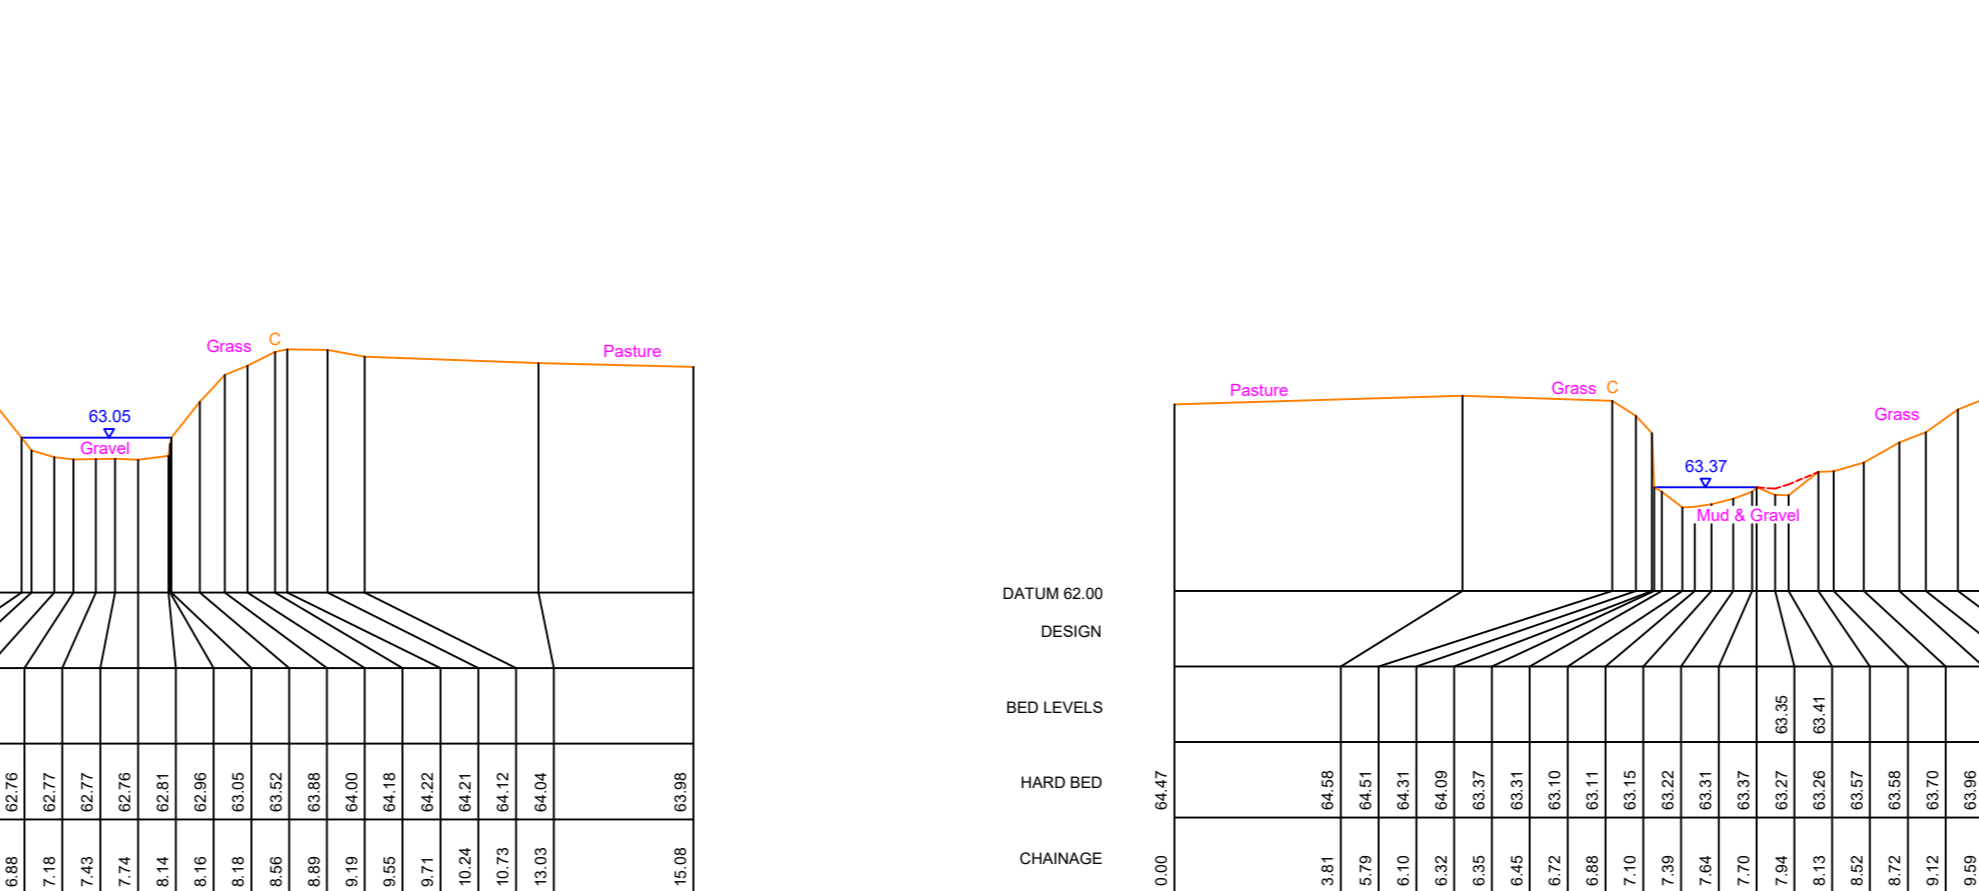 Grass C
Pasture
63.05
Gravel
62.76 62.77 62.77 62.76 62.81 62.96 63.05 63.52 63.88 64.00 64.18 64.22 64.21 64.12 64.04 63.98
6.88 7.18 7.43 7.74 8.14 8.16 8.18 8.56 8.89 9.19 9.55 9.71 10.24 10.73 13.03 15.08
Pasture
Grass C
Grass
63.37
Mud & Gravel
DATUM 62.00
DESIGN
BED LEVELS 63.35 63.41
HARD BED 64.47 64.58 64.51 64.31 64.09 63.37 63.31 63.10 63.11 63.15 63.22 63.31 63.37 63.27 63.26 63.57 63.58 63.70 63.96
CHAINAGE 0.00 3.81 5.79 6.10 6.32 6.35 6.45 6.72 6.88 7.10 7.39 7.64 7.70 7.94 8.13 8.52 8.72 9.12 9.59